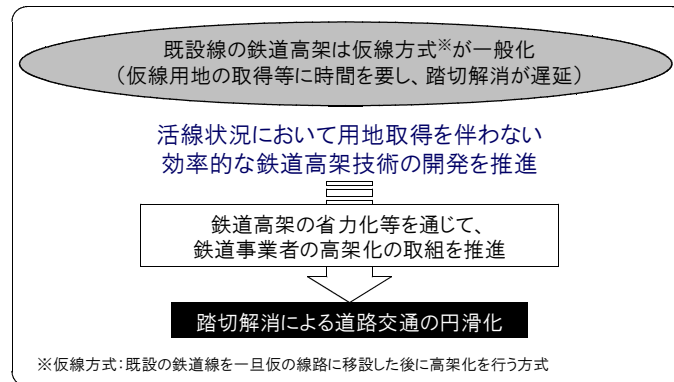 既設線の鉄道高架は仮線方式※が一般化
（仮線用地の取得等に時間を要し、踏切解消が遅延）
活線状況において用地取得を伴わない
効率的な鉄道高架技術の開発を推進
鉄道高架の省力化等を通じて、
鉄道事業者の高架化の取組を推進
踏切解消による道路交通の円滑化
※仮線方式：既設の鉄道線を一旦仮の線路に移設した後に高架化を行う方式